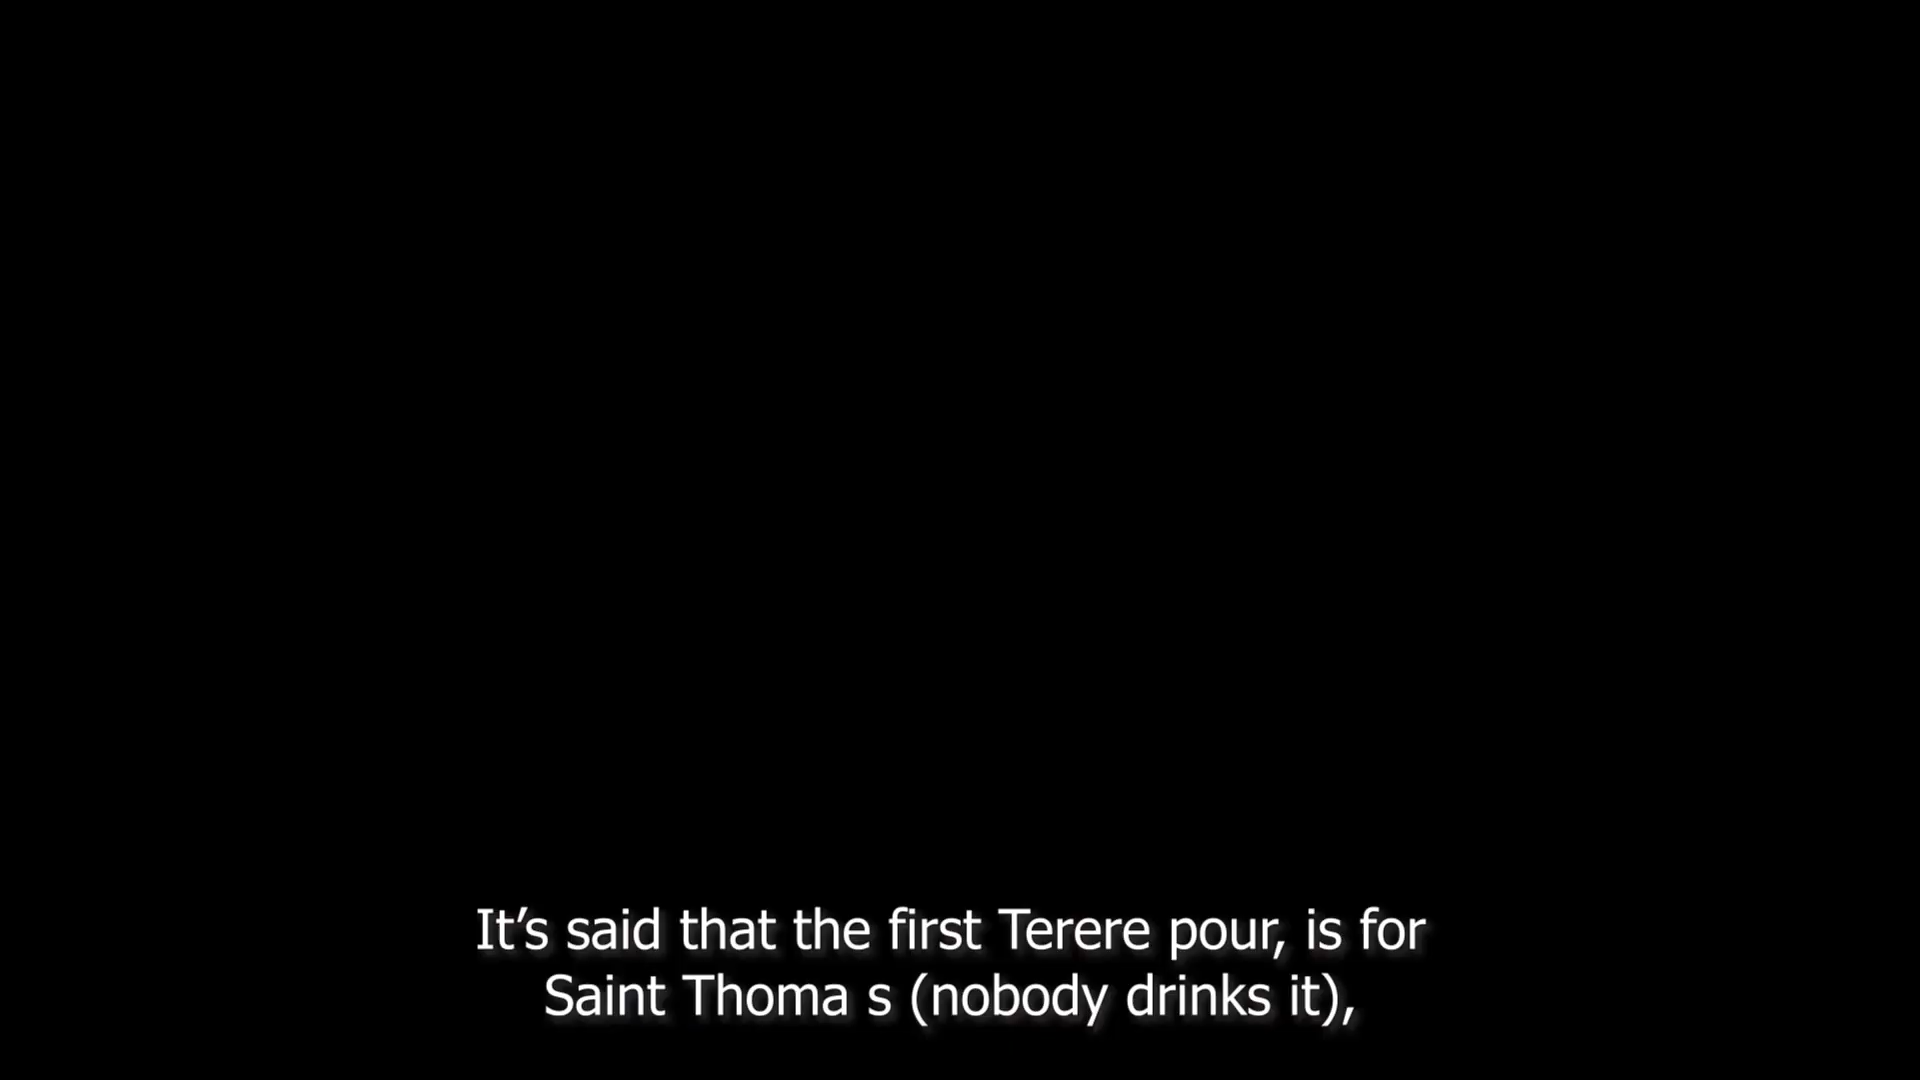 It’s said that the first Terere pour, is for
Saint Thoma s (nobody drinks it),